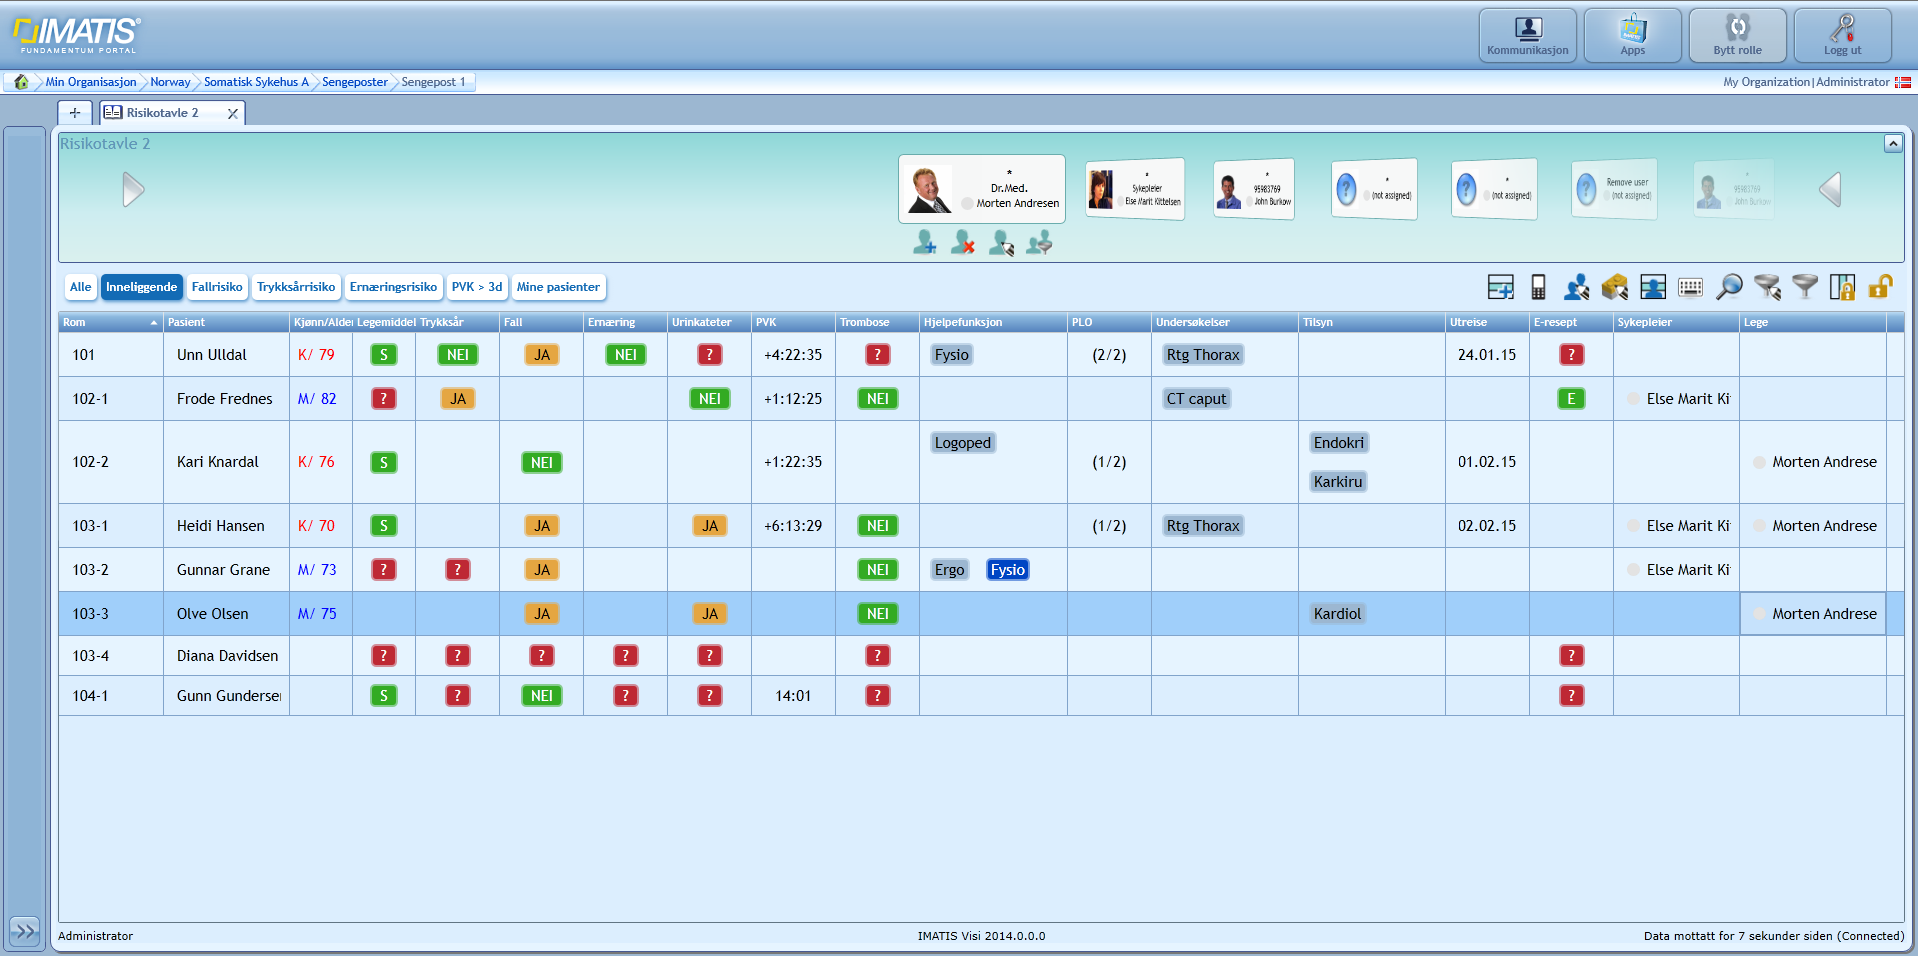 IMATIS®
FUNDAMENTUM PORTAL
Kommunikasjon Apps Bytt rolle Logg ut
Min Organisasjon Norway Somatisk Sykehus A Sengeposter Sengepost 1 My Organization|Administrator
+ Risikotavle 2 X
Risikotavle 2
* Dr.Med. Morten Andresen
* Sykepleier Else Marit Kittelsen
* 95983769 John Burkow
* (not assigned)
* (not assigned)
Remove user (not assigned)
* 95983769 John Burkow
Alle Inneliggende Fallrisiko Trykksårrisiko Ernæringsrisiko PVK > 3d Mine pasienter
Rom Pasient Kjønn/Alder Legemiddel Trykksår Fall Ernæring Urinkateter PVK Trombose Hjelpefunksjon PLO Undersøkelser Tilsyn Utreise E-resept Sykepleier Lege
101 Unn Ulldal K/ 79 S NEI JA NEI ? +4:22:35 ? Fysio (2/2) Rtg Thorax 24.01.15 ?
102-1 Frode Frednes M/ 82 ? JA NEI +1:12:25 NEI CT caput E Else Marit Ki
102-2 Kari Knardal K/ 76 S NEI +1:22:35 Logoped (1/2) Endokri Karkiru 01.02.15 Morten Andrese
103-1 Heidi Hansen K/ 70 S JA JA +6:13:29 NEI (1/2) Rtg Thorax 02.02.15 Else Marit Ki Morten Andrese
103-2 Gunnar Grane M/ 73 ? ? JA NEI Ergo Fysio Else Marit Ki
103-3 Olve Olsen M/ 75 JA JA NEI Kardiol Morten Andrese
103-4 Diana Davidsen ? ? ? ? ? ? ?
104-1 Gunn Gunderser S ? NEI ? ? 14:01 ? ?
Administrator IMATIS Visi 2014.0.0.0 Data mottatt for 7 sekunder siden (Connected)